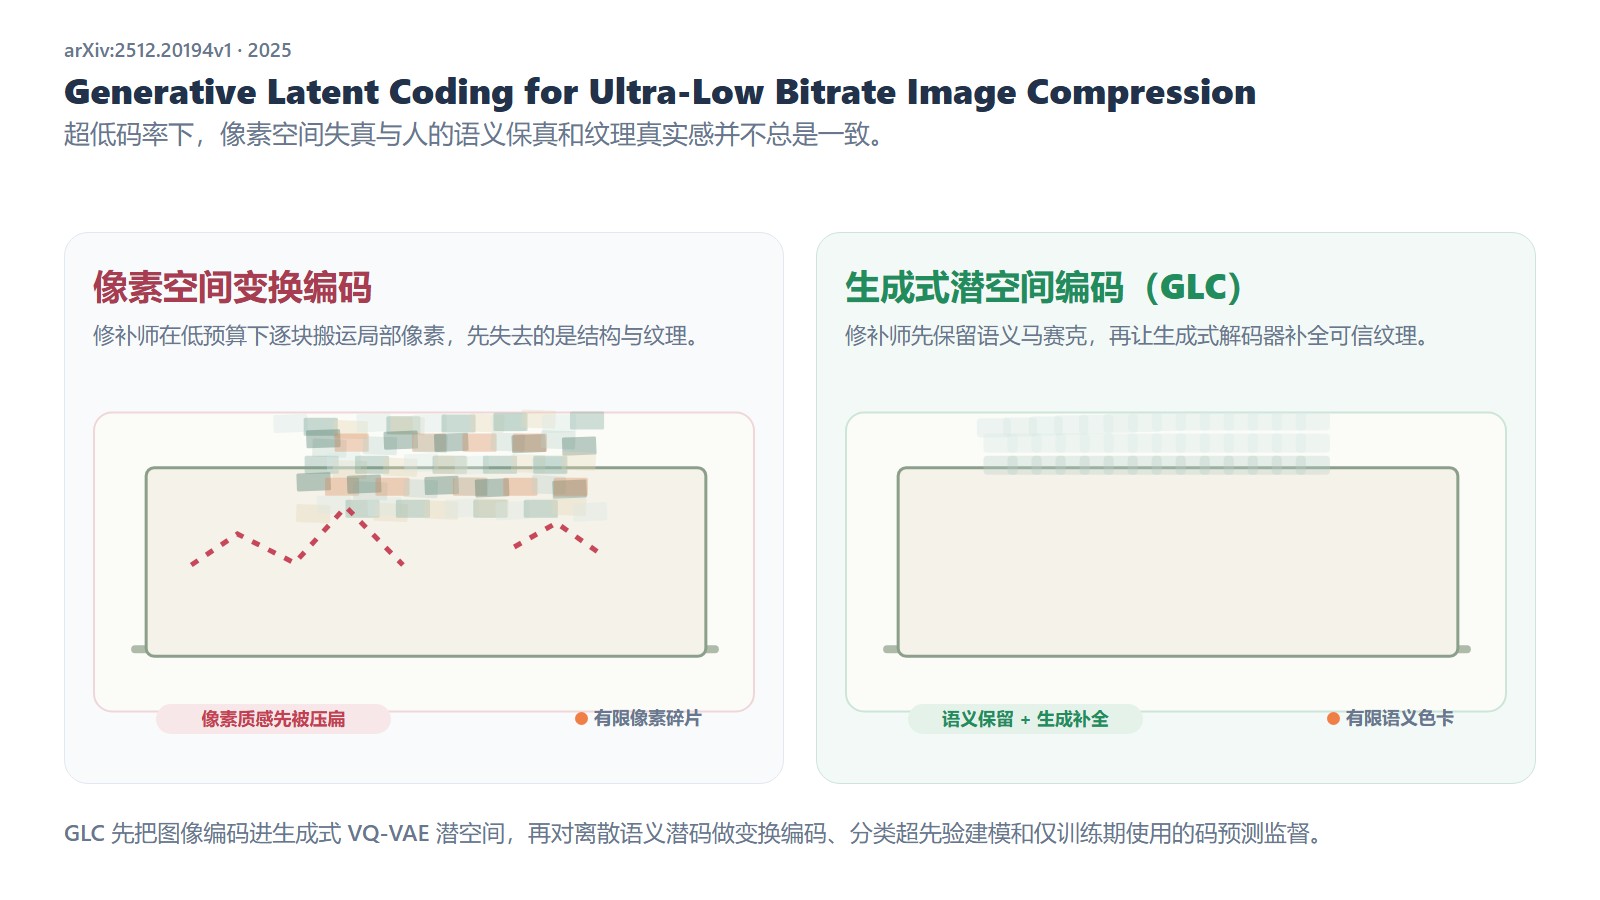 arXiv:2512.20194v1 · 2025
Generative Latent Coding for Ultra-Low Bitrate Image Compression
超低码率下，像素空间失真与人的语义保真和纹理真实感并不总是一致。
像素空间变换编码
修补师在低预算下逐块搬运局部像素，先失去的是结构与纹理。
像素质感先被压扁
有限像素碎片
生成式潜空间编码（GLC）
修补师先保留语义马赛克，再让生成式解码器补全可信纹理。
语义保留 + 生成补全
有限语义色卡
GLC 先把图像编码进生成式 VQ-VAE 潜空间，再对离散语义潜码做变换编码、分类超先验建模和仅训练期使用的码预测监督。